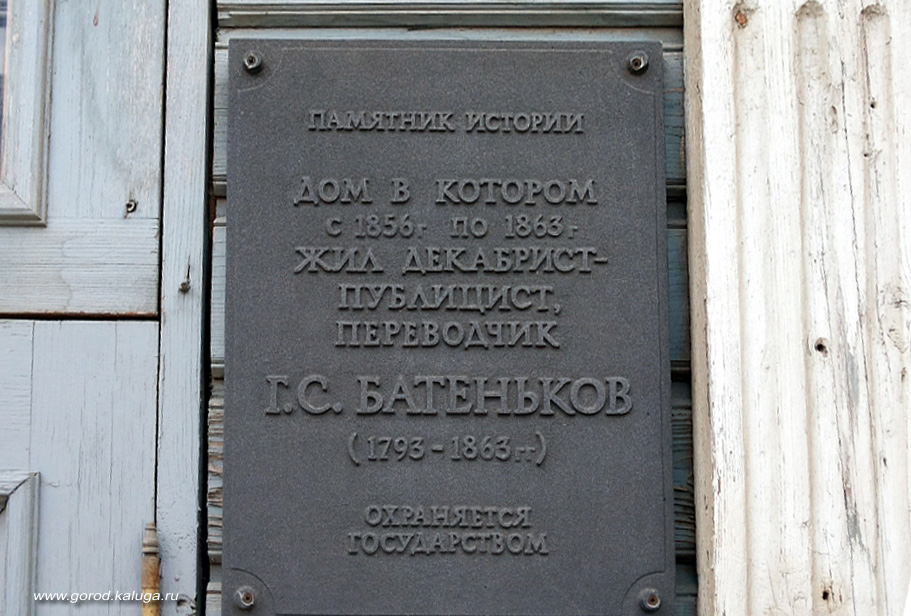 ПАМЯТНИК ИСТОРИИ
ДОМ В КОТОРОМ
С 1856г ПО 1863г
ЖИЛ ДЕКАБРИСТ-
ПУБЛИЦИСТ,
ПЕРЕВОДЧИК
Г.С. БАТЕНЬКОВ
(1793-1863гг)
ОХРАНЯЕТСЯ
ГОСУДАРСТВОМ
www.gorod.kaluga.ru